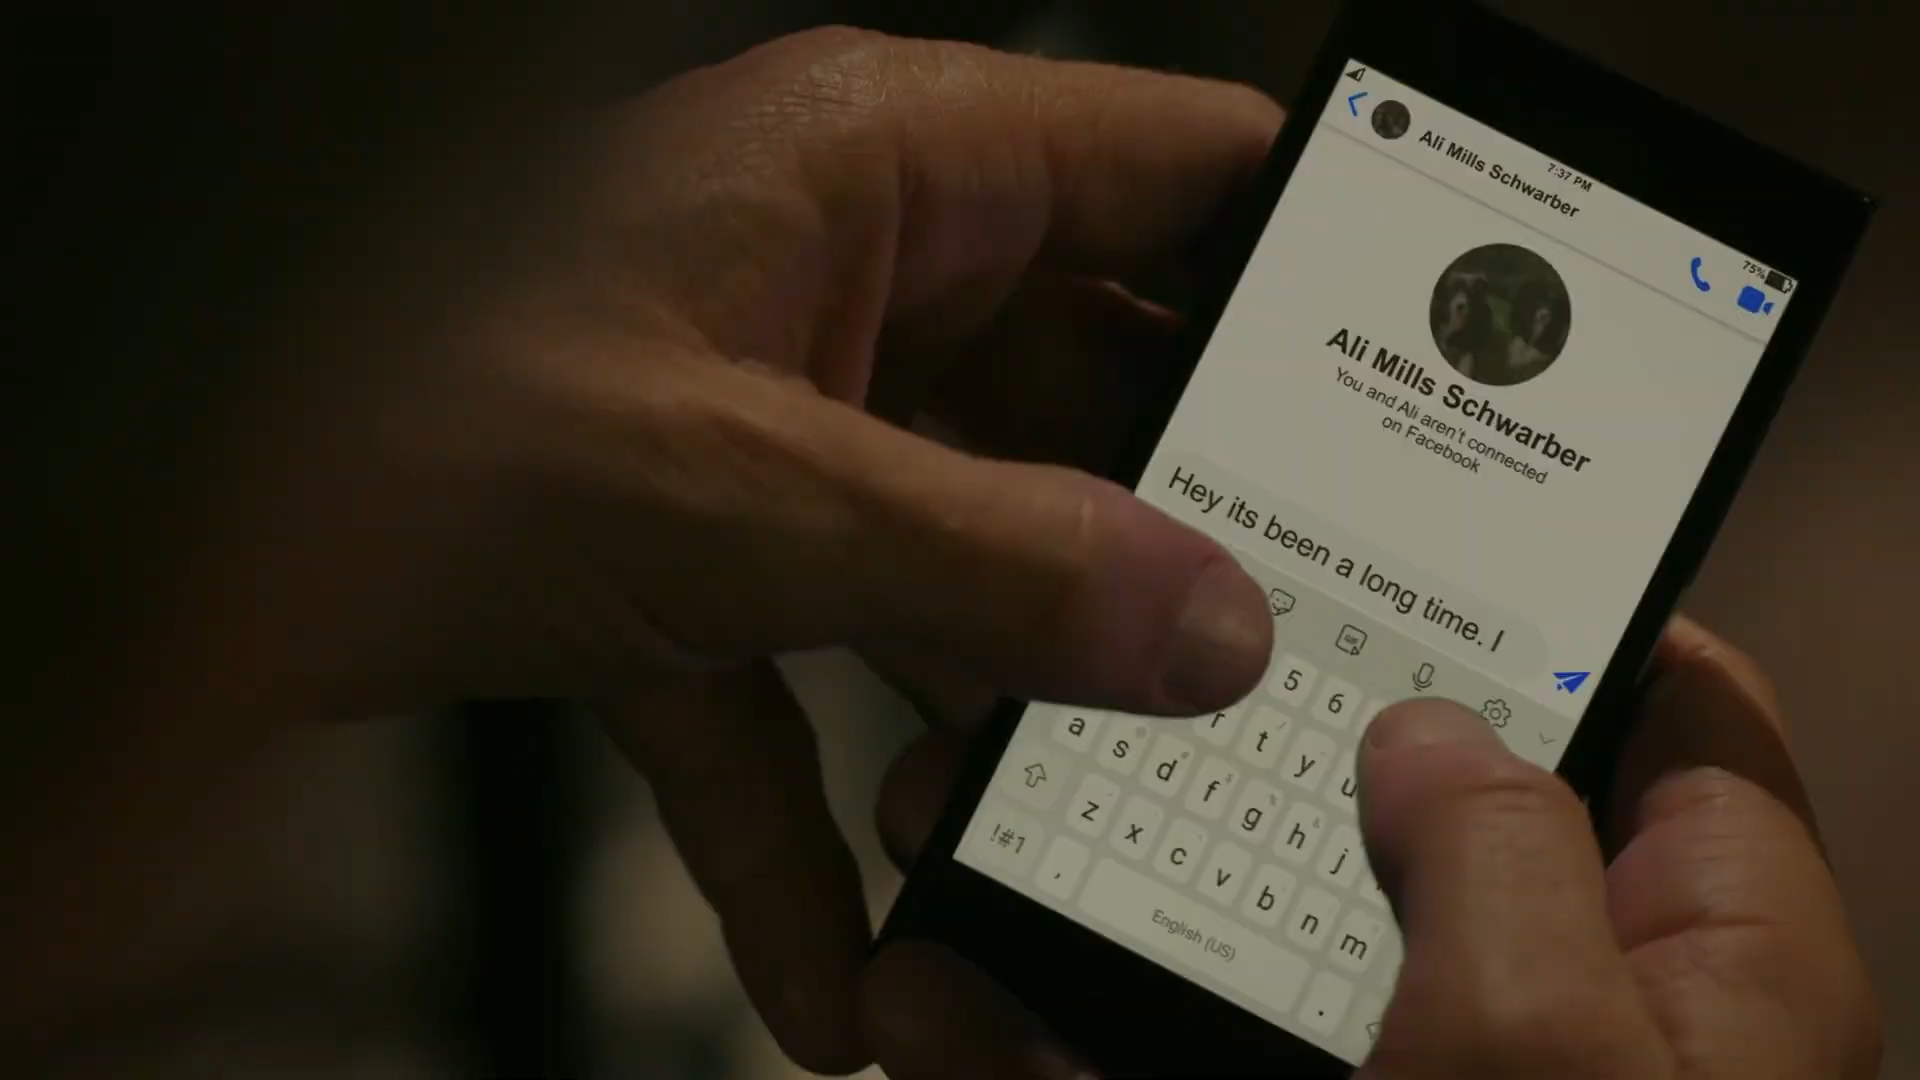 7:37 PM
75%
Ali Mills Schwarber
Ali Mills Schwarber
You and Ali aren't connected
on Facebook
Hey its been a long time. I
GIF
5 6
r t y u
a s d f g h j
z x c v b n m
!#1 , English (US) .